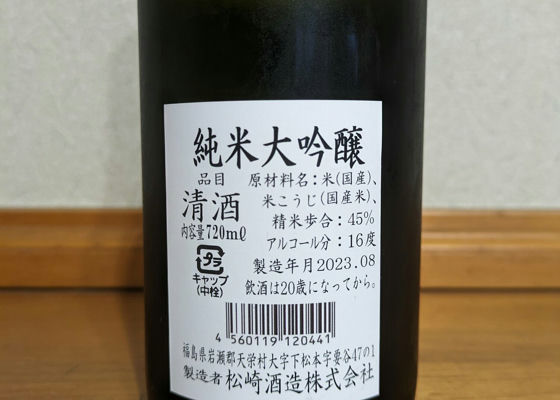 純米大吟醸
品目 原材料名：米(国産)、
清酒 米こうじ(国産米)、
内容量720mℓ 精米歩合：45%
アルコール分：16度
プラ
キャップ
(中栓)
製造年月2023.08
飲酒は20歳になってから。
4 560119 120441
福島県岩瀬郡天栄村大字下松本字要谷47の1
製造者 松崎酒造株式会社